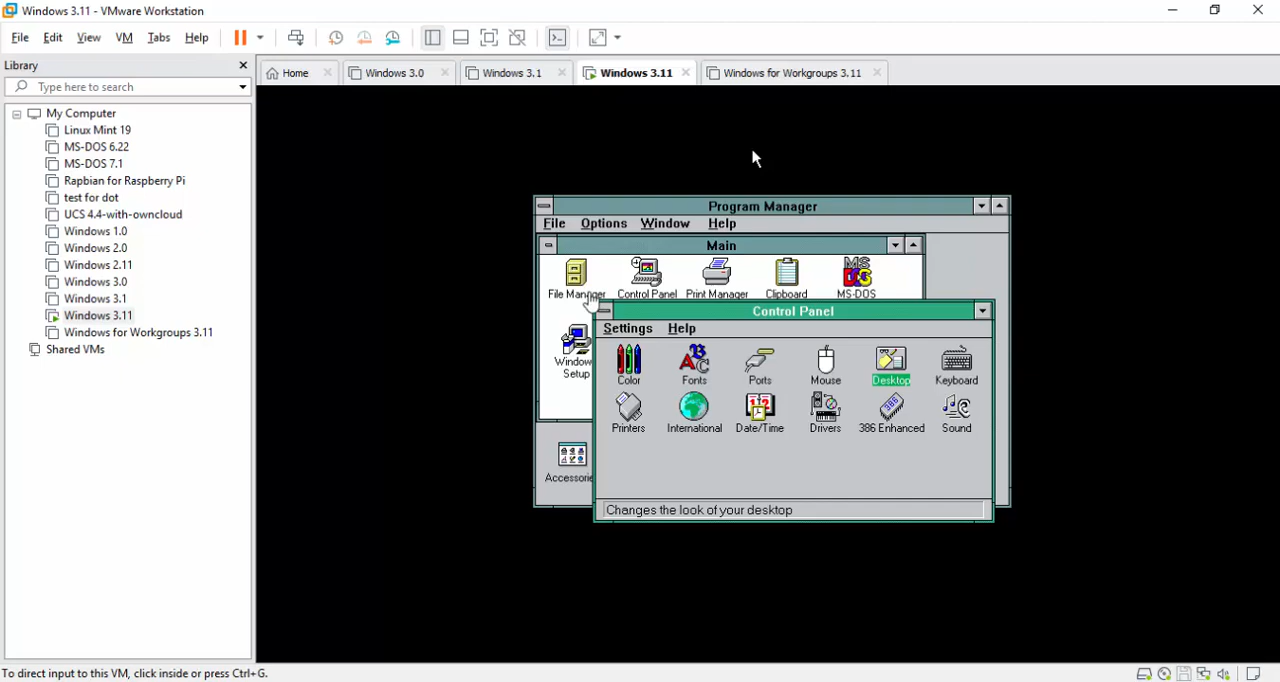 Windows 3.11 - VMware Workstation
File Edit View VM Tabs Help
Library
Type here to search
Home
Windows 3.0
Windows 3.1
Windows 3.11
Windows for Workgroups 3.11
My Computer
Linux Mint 19
MS-DOS 6.22
MS-DOS 7.1
Rapbian for Raspberry Pi
test for dot
UCS 4.4-with-owncloud
Windows 1.0
Windows 2.0
Windows 2.11
Windows 3.0
Windows 3.1
Windows 3.11
Windows for Workgroups 3.11
Shared VMs
Program Manager
File Options Window Help
Main
File Manager Control Panel Print Manager Clipboard MS-DOS
Window
Setup
Accessorie
Control Panel
Settings Help
Color Fonts Ports Mouse Desktop Keyboard
Printers International Date/Time Drivers 386 Enhanced Sound
Changes the look of your desktop
To direct input to this VM, click inside or press Ctrl+G.